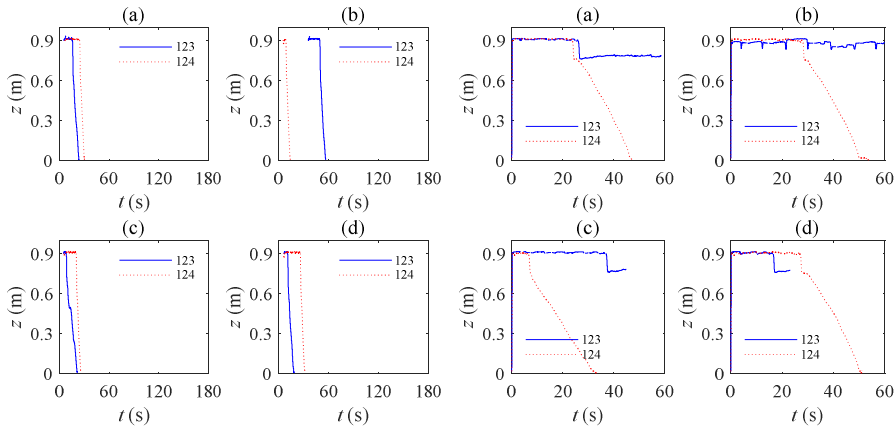 (a) (b) (a) (b)
0.9 0.9 0.9 0.9
123 123
124 124
0.6 0.6 0.6 0.6
z (m) z (m) z (m) z (m)
0.3 0.3 0.3 0.3
123 123
124 124
0 0 0 0
0 60 120 180 0 60 120 180 0 20 40 60 0 20 40 60
t (s) t (s) t (s) t (s)
(c) (d) (c) (d)
0.9 0.9 0.9 0.9
123 123
124 124
0.6 0.6 0.6 0.6
z (m) z (m) z (m) z (m)
0.3 0.3 0.3 0.3
123 123
124 124
0 0 0 0
0 60 120 180 0 60 120 180 0 20 40 60 0 20 40 60
t (s) t (s) t (s) t (s)